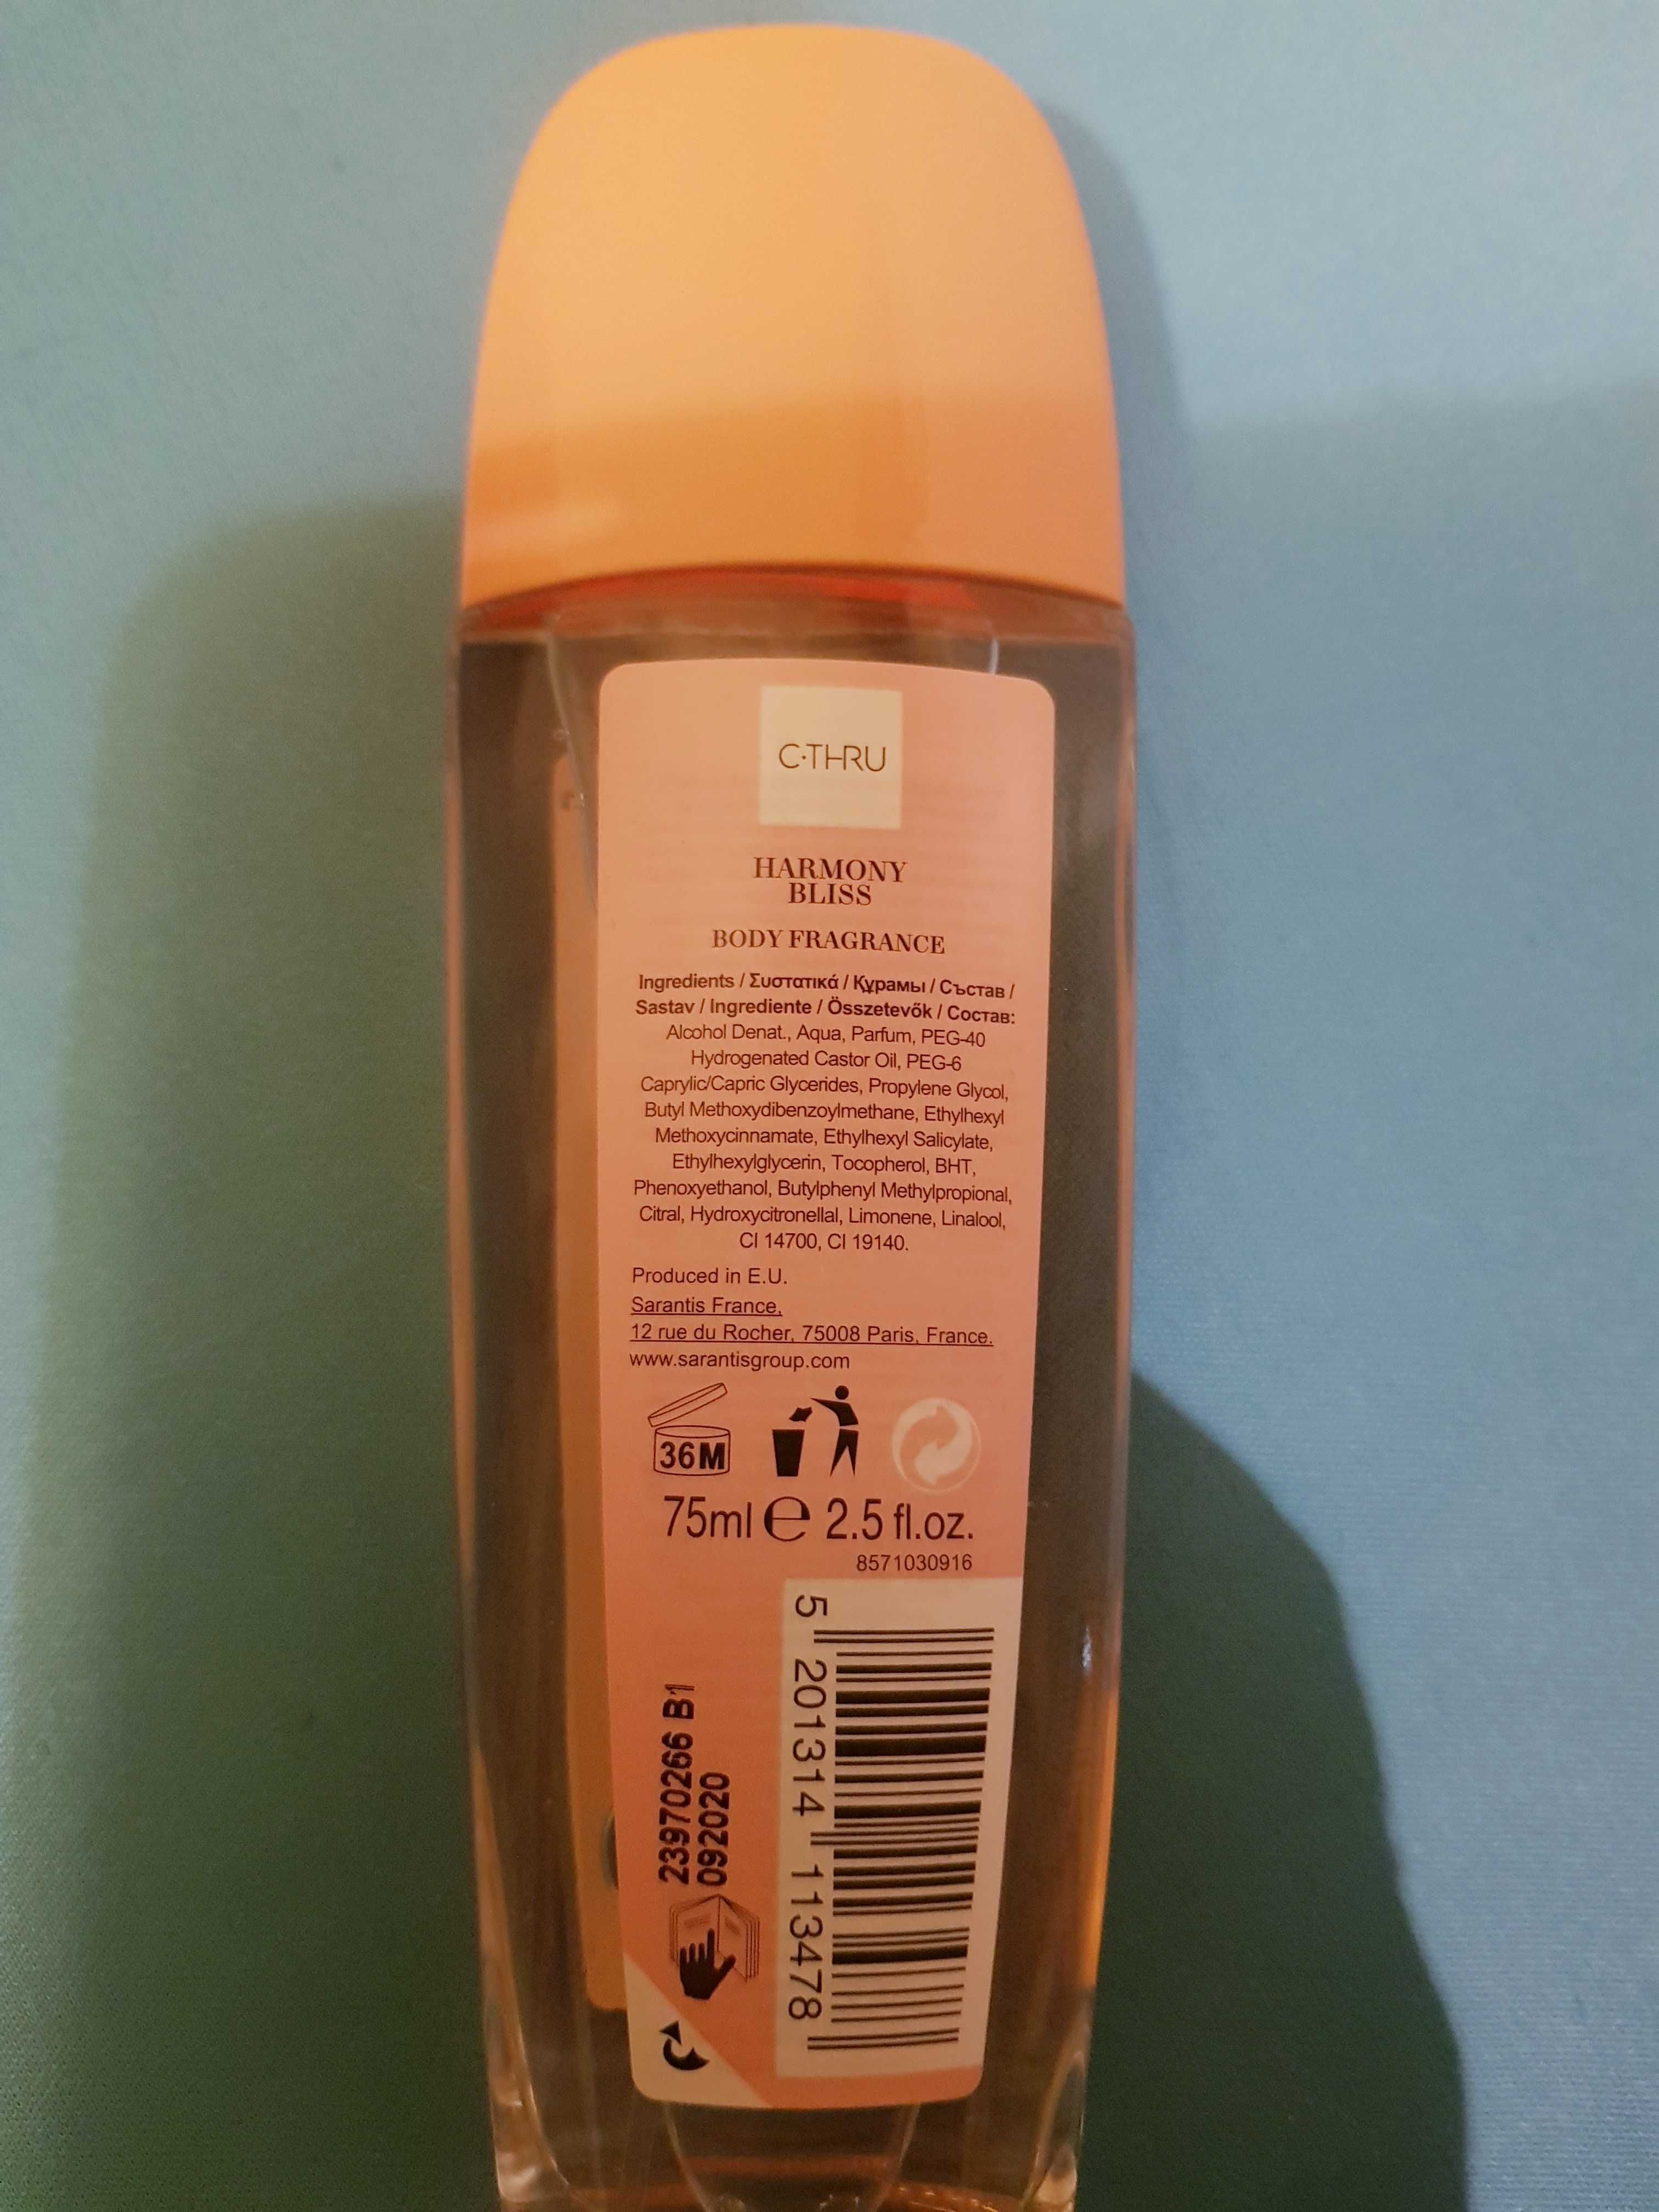 C·THRU
HARMONY
BLISS
BODY FRAGRANCE
Ingredients / Συστατικά / Құрамы / Състав /
Sastav / Ingrediente / Összetevők / Состав:
Alcohol Denat., Aqua, Parfum, PEG-40
Hydrogenated Castor Oil, PEG-6
Caprylic/Capric Glycerides, Propylene Glycol,
Butyl Methoxydibenzoylmethane, Ethylhexyl
Methoxycinnamate, Ethylhexyl Salicylate,
Ethylhexylglycerin, Tocopherol, BHT,
Phenoxyethanol, Butylphenyl Methylpropional,
Citral, Hydroxycitronellal, Limonene, Linalool,
CI 14700, CI 19140.
Produced in E.U.
Sarantis France,
12 rue du Rocher, 75008 Paris, France.
www.sarantisgroup.com
36M
75ml e 2.5 fl.oz.
8571030916
23970266 B1
092020
5 201314 113478